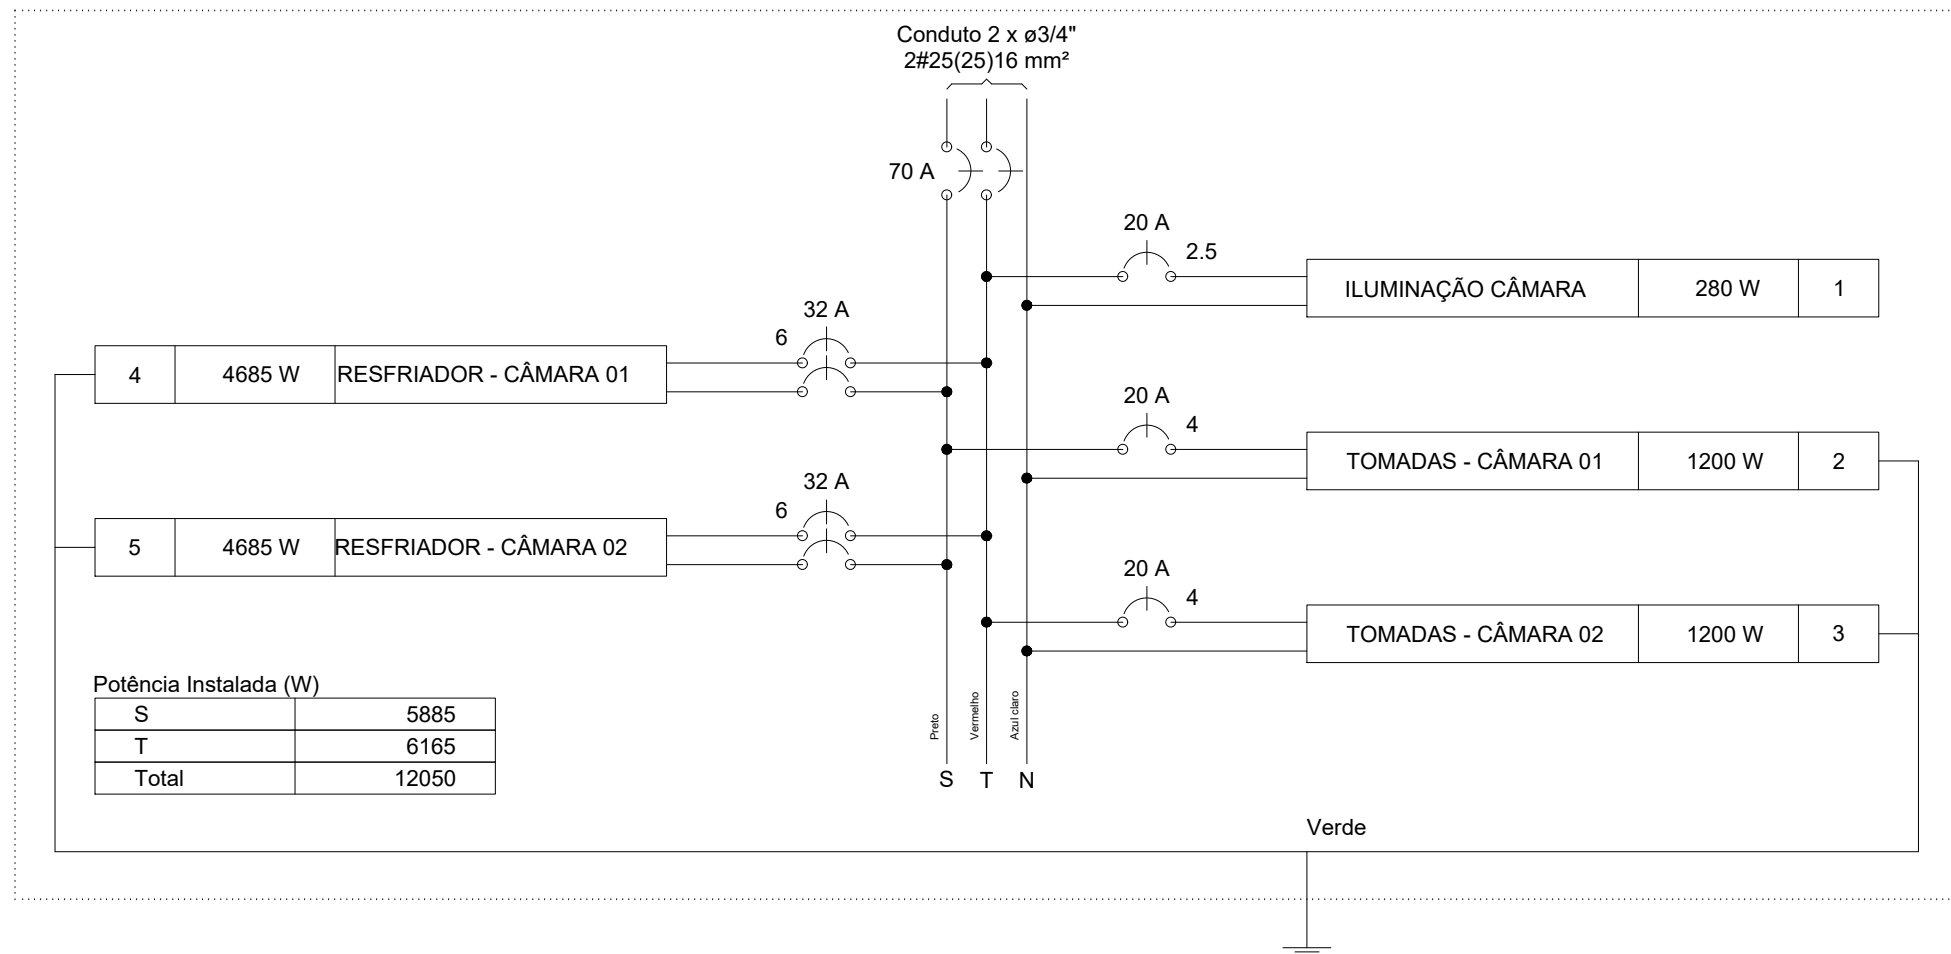 Conduto 2 x ø3/4"
2#25(25)16 mm²
70 A
20 A
2.5
ILUMINAÇÃO CÂMARA 280 W 1
32 A
6
4 4685 W RESFRIADOR - CÂMARA 01
20 A
4
TOMADAS - CÂMARA 01 1200 W 2
32 A
6
5 4685 W RESFRIADOR - CÂMARA 02
20 A
4
TOMADAS - CÂMARA 02 1200 W 3
Potência Instalada (W)
S 5885
T 6165
Total 12050
Preto
Vermelho
Azul claro
S T N
Verde